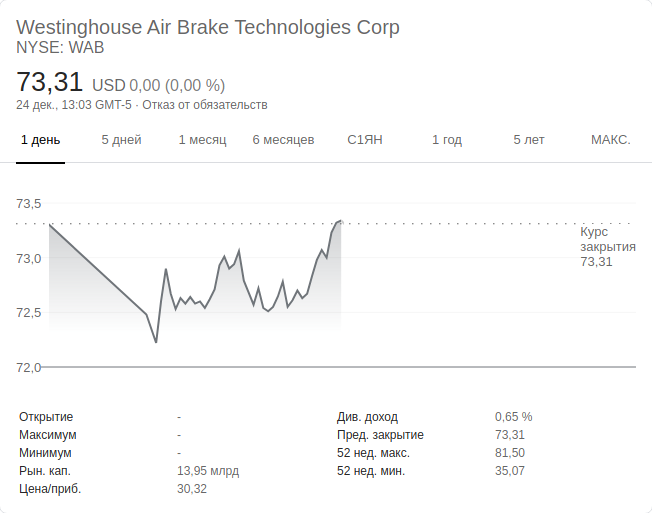 Westinghouse Air Brake Technologies Corp
NYSE: WAB
73,31 USD 0,00 (0,00 %)
24 дек., 13:03 GMT-5 · Отказ от обязательств
1 день 5 дней 1 месяц 6 месяцев С1ЯН 1 год 5 лет МАКС.
73,5
Курс
закрытия
73,0
73,31
72,5
72,0
Открытие - Див. доход 0,65 %
Максимум - Пред. закрытие 73,31
Минимум - 52 нед. макс. 81,50
Рын. кап. 13,95 млрд 52 нед. мин. 35,07
Цена/приб. 30,32